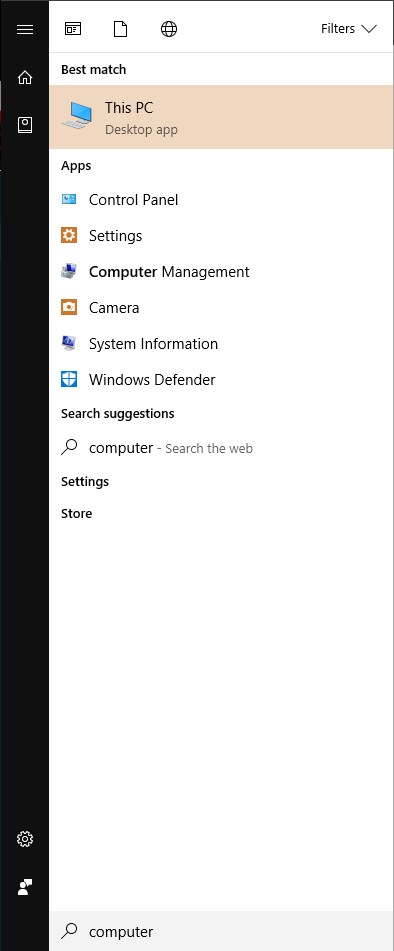 Filters
Best match
This PC
Desktop app
Apps
Control Panel
Settings
Computer Management
Camera
System Information
Windows Defender
Search suggestions
computer - Search the web
Settings
Store
computer